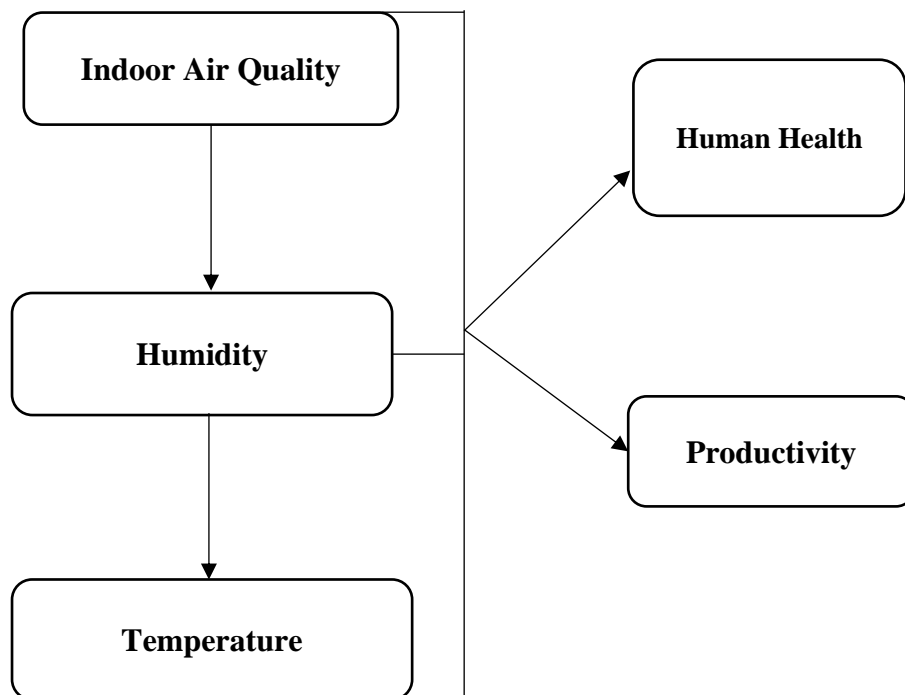 Indoor Air Quality
Human Health
Humidity
Productivity
Temperature